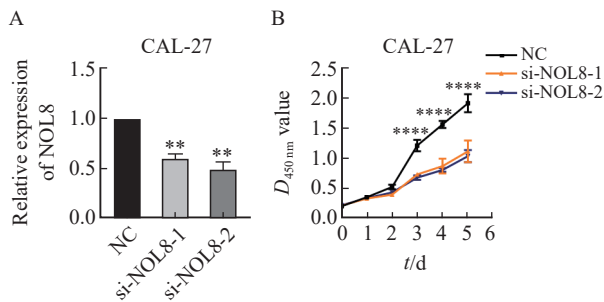 A
CAL-27
Relative expression
of NOL8
1.5
1.0
0.5
0.0
**
**
NC
si-NOL8-1
si-NOL8-2
B
CAL-27
NC
si-NOL8-1
si-NOL8-2
D450 nm value
2.5
2.0
1.5
1.0
0.5
0.0
****
****
****
0 1 2 3 4 5 6
t/d